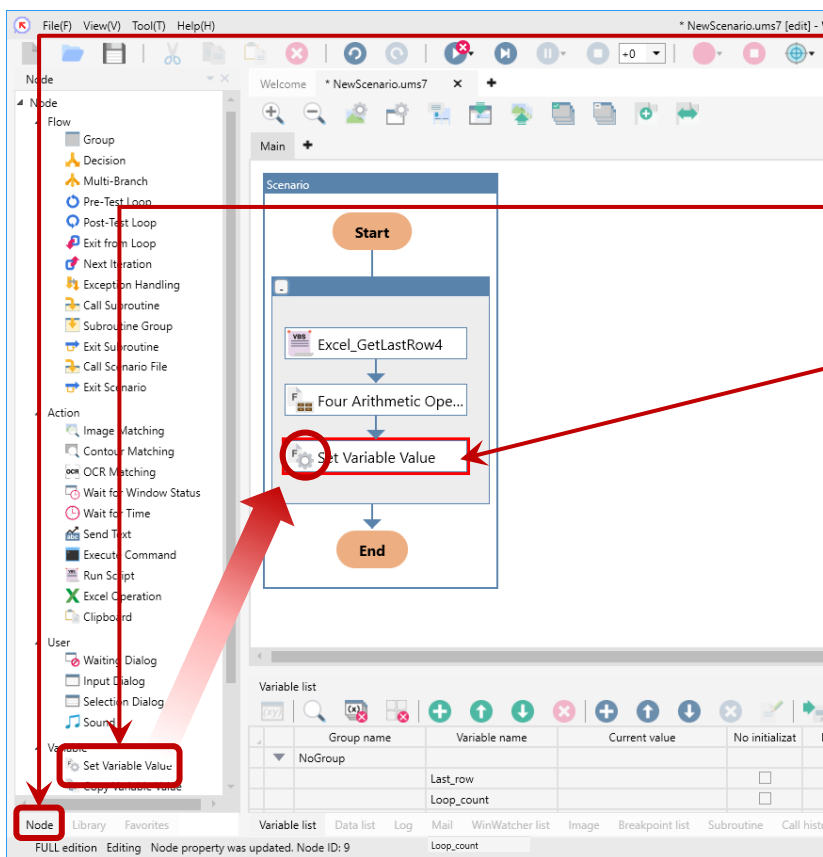 File(F) View(V) Tool(T) Help(H)
* NewScenario.ums7 [edit] -
+0
Node
Welcome * NewScenario.ums7
Main
Node
Flow
Group
Decision
Multi-Branch
Pre-Test Loop
Post-Test Loop
Exit from Loop
Next Iteration
Exception Handling
Call Subroutine
Subroutine Group
Exit Subroutine
Call Scenario File
Exit Scenario
Action
Image Matching
Contour Matching
OCR OCR Matching
Wait for Window Status
Wait for Time
Send Text
Execute Command
Run Script
Excel Operation
Clipboard
User
Waiting Dialog
Input Dialog
Selection Dialog
Sound
Variable
Set Variable Value
Copy Variable Value
Node Library Favorites
Scenario
Start
VBS Excel_GetLastRow4
F Four Arithmetic Ope...
F Set Variable Value
End
Variable list
Group name Variable name Current value No initializat
NoGroup
Last_row
Loop_count
Variable list Data list Log Mail WinWatcher list Image Breakpoint list Subroutine Call hist
FULL edition Editing Node property was updated. Node ID: 9
Loop_count